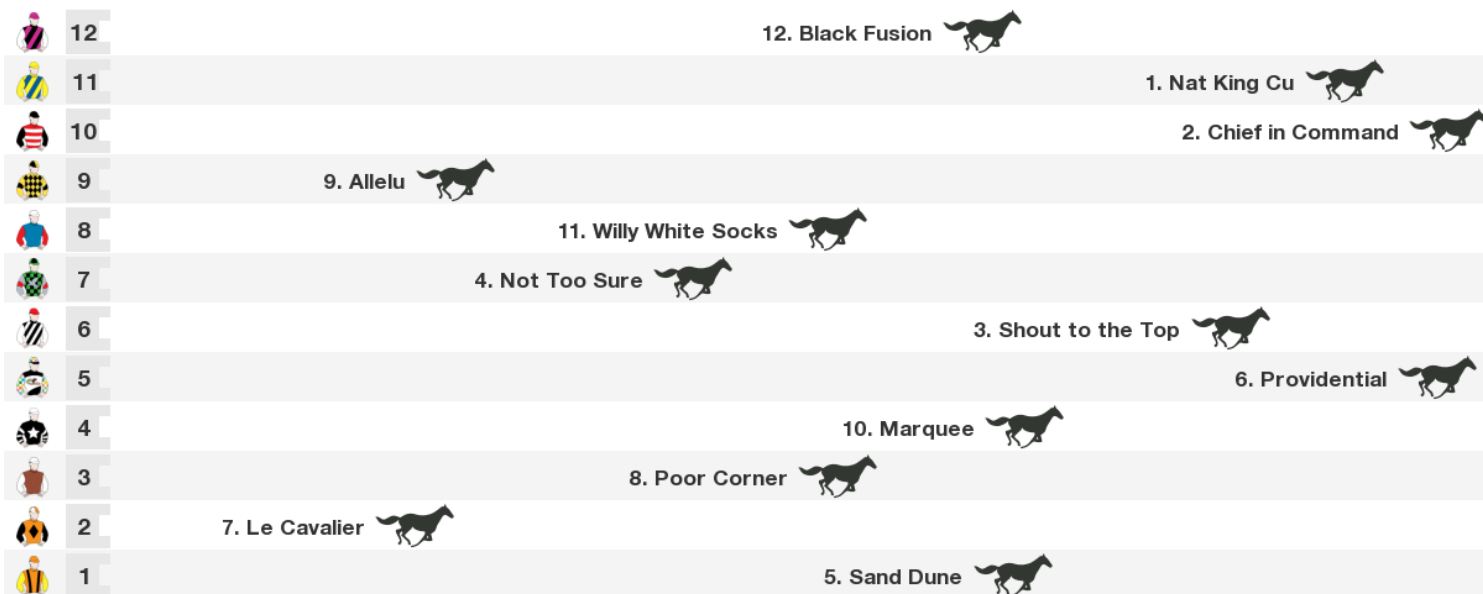 12 12. Black Fusion
11 1. Nat King Cu
10 2. Chief in Command
9 9. Allelu
8 11. Willy White Socks
7 4. Not Too Sure
6 3. Shout to the Top
5 6. Providential
4 10. Marquee
3 8. Poor Corner
2 7. Le Cavalier
1 5. Sand Dune